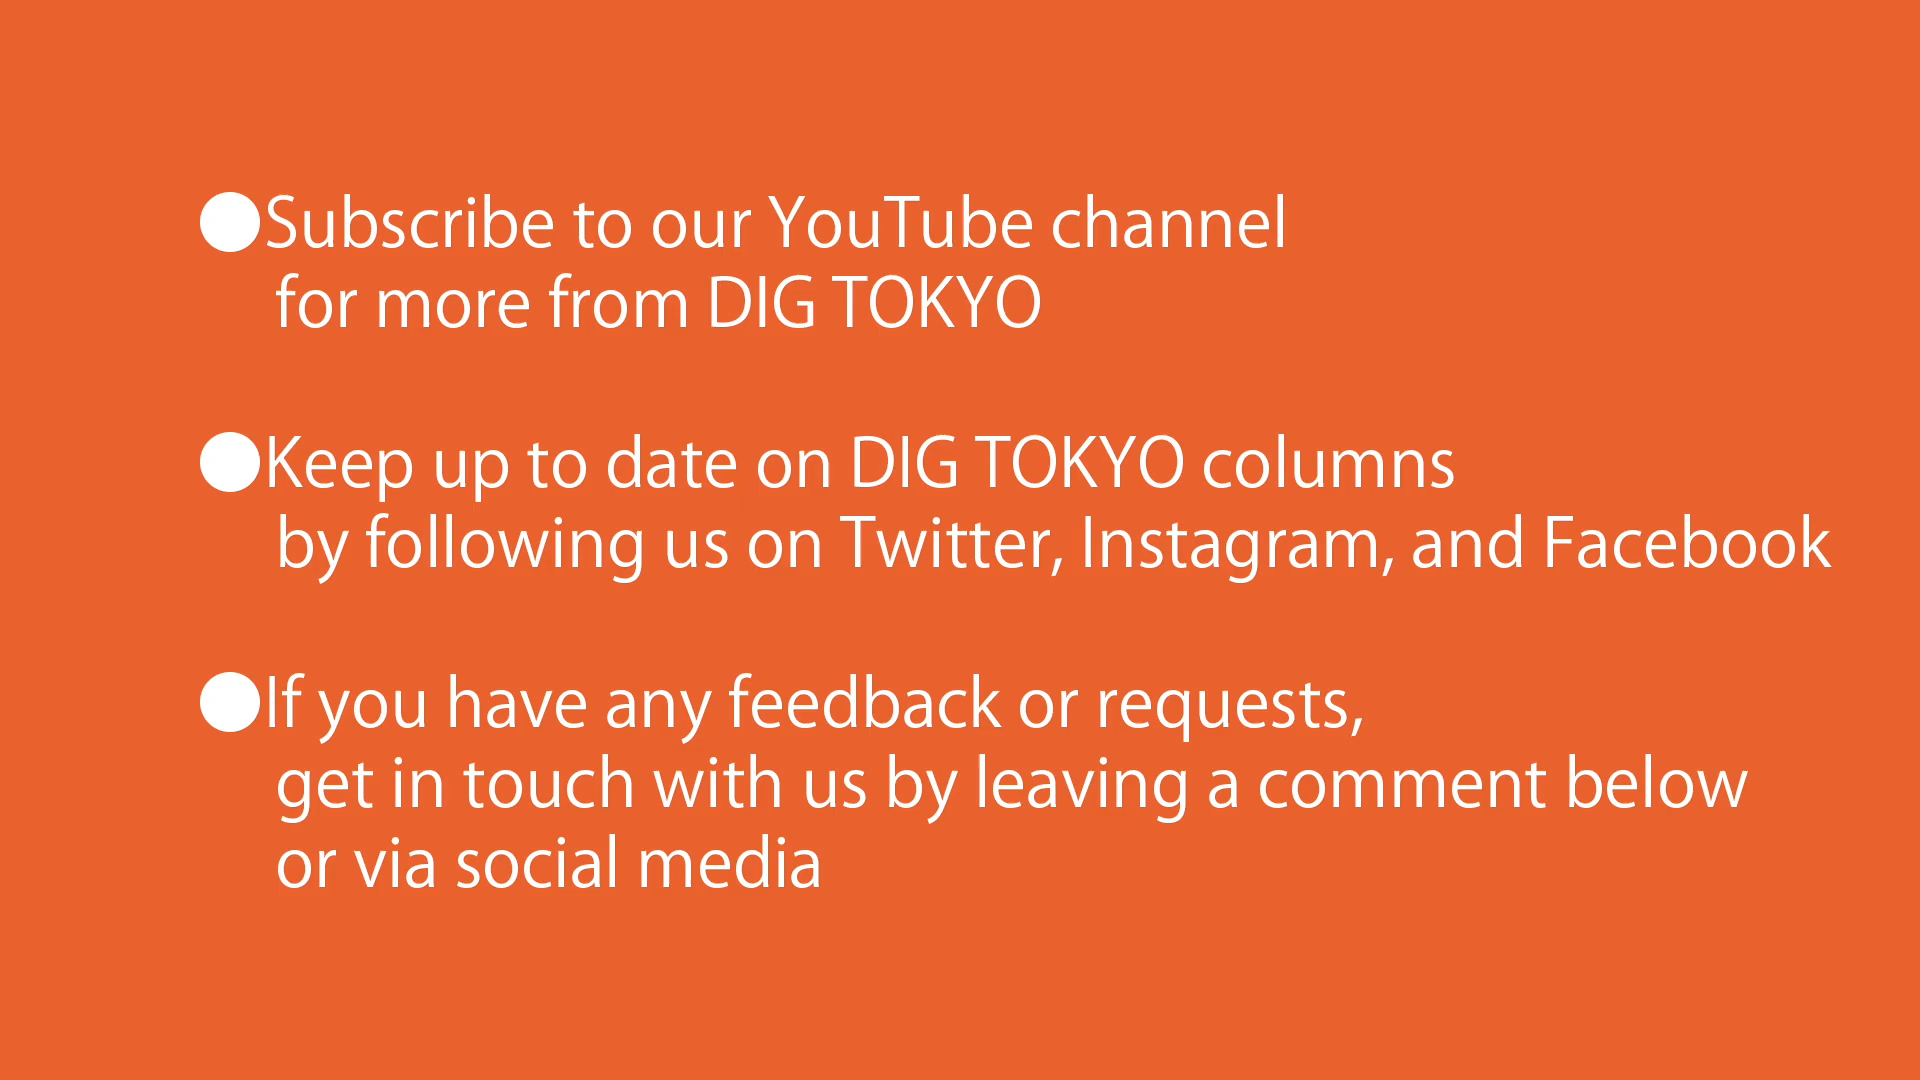 ●Subscribe to our YouTube channel
for more from DIG TOKYO
●Keep up to date on DIG TOKYO columns
by following us on Twitter, Instagram, and Facebook
●If you have any feedback or requests,
get in touch with us by leaving a comment below
or via social media